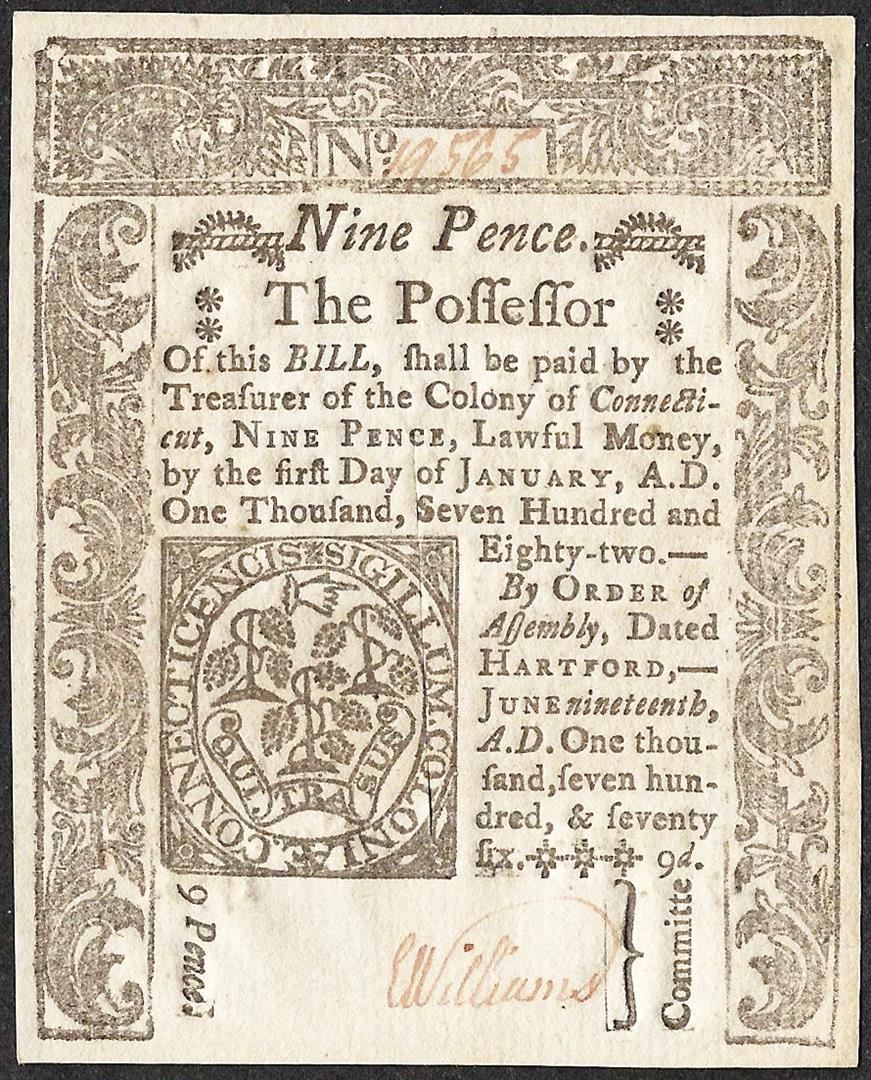 No 19565
Nine Pence.
The Poſſeſſor
Of this BILL, ſhall be paid by the
Treaſurer of the Colony of Connecti-
cut, NINE PENCE, Lawful Money,
by the firſt Day of JANUARY, A.D.
One Thouſand, Seven Hundred and
Eighty-two.—
By ORDER of
Aſſembly, Dated
HARTFORD,—
JUNE nineteenth,
A.D. One thou-
ſand, ſeven hun-
dred, & ſeventy
ſix. 9d.
SIGILLUM.COLONIÆ.CONNECTICENCIS
QUI TRA SUS
9 Pence
EWilliams
Committe